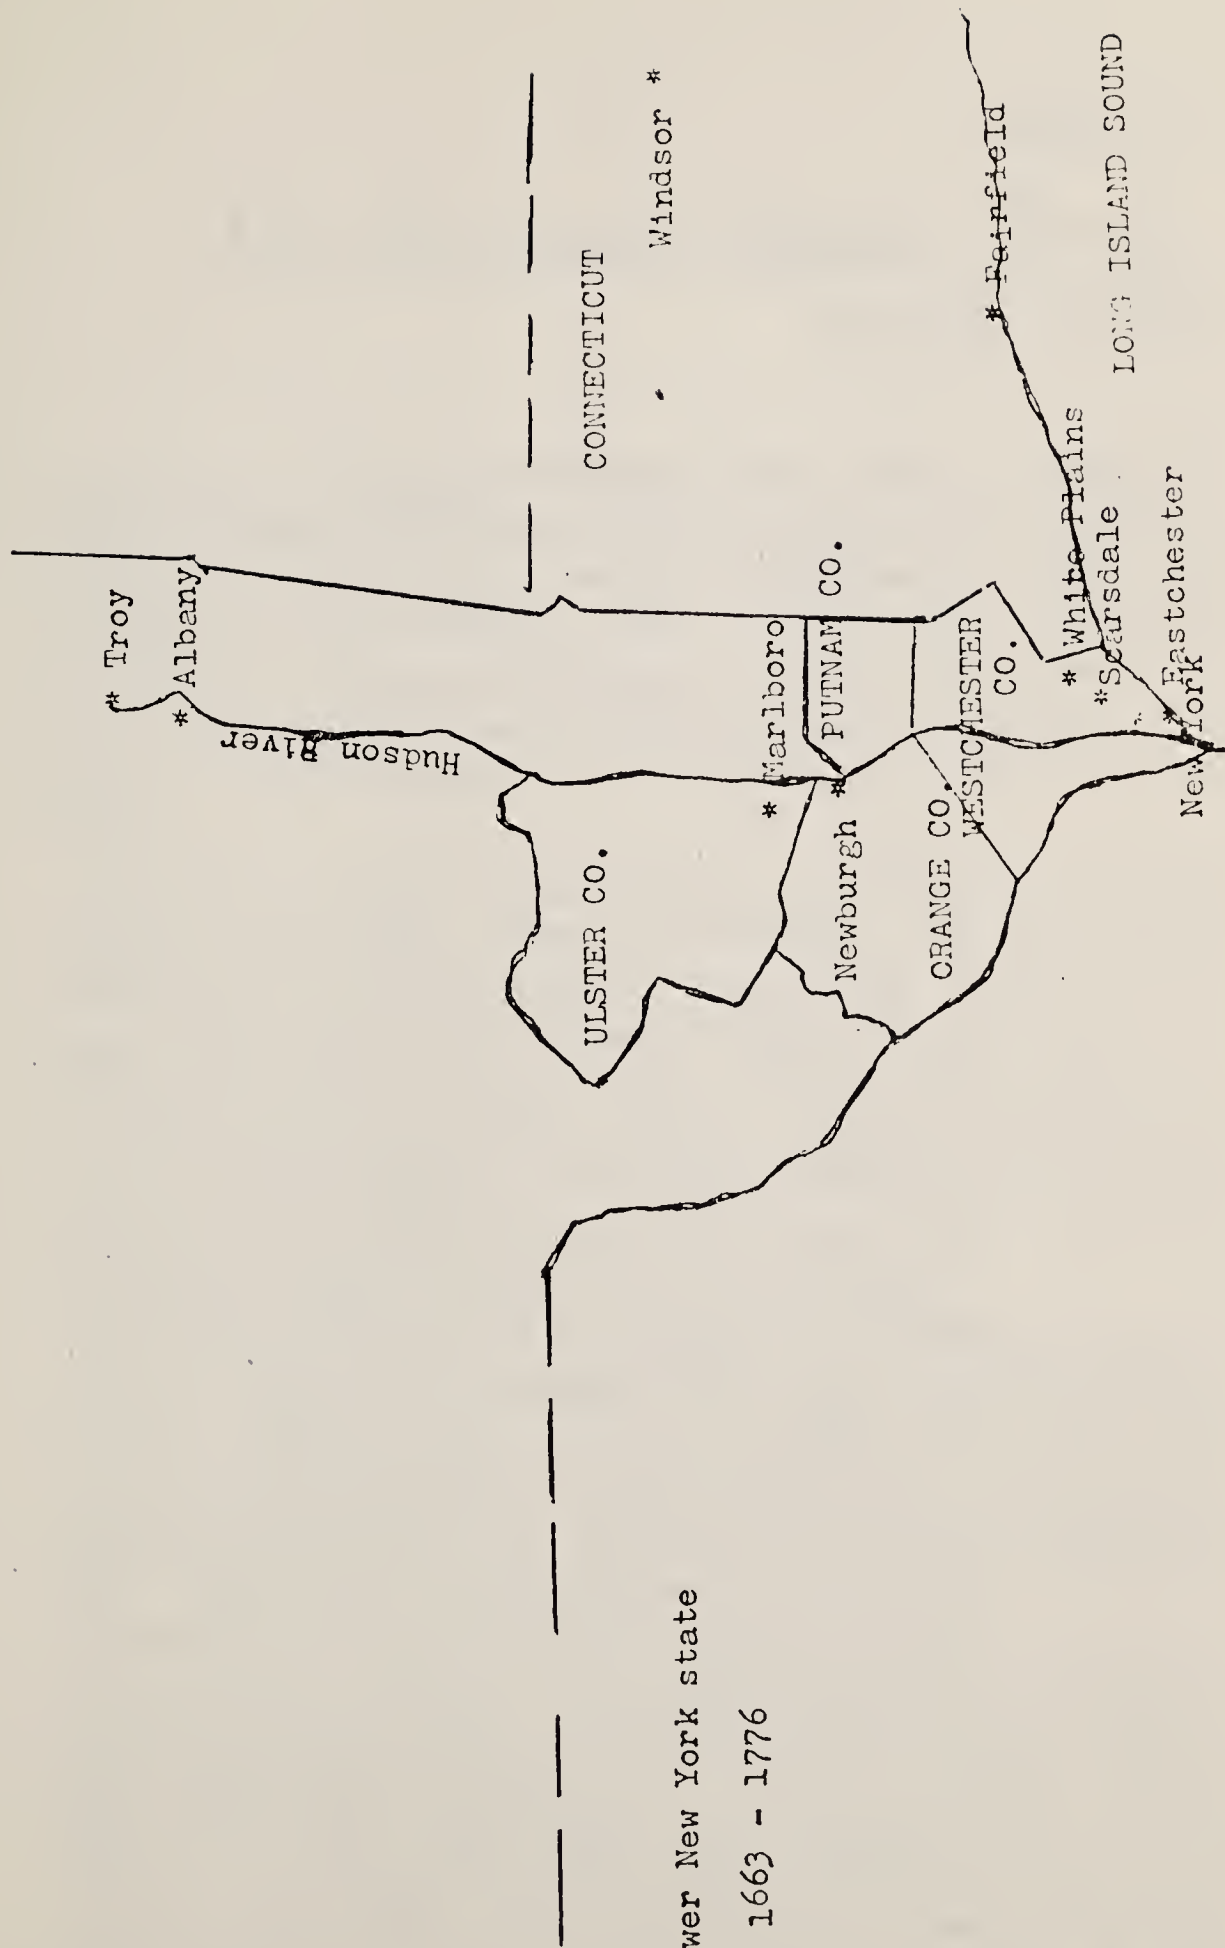 * Troy
* Albany
Hudson River
CONNECTICUT
Windsor *
ULSTER CO.
* Marlboro
PUTNAM CO.
*
Newburgh
ORANGE CO.
WESTCHESTER
CO.
* Fairfield
* White Plains
*Scarsdale
LONG ISLAND SOUND
* Eastchester
New York
wer New York state
1663 - 1776